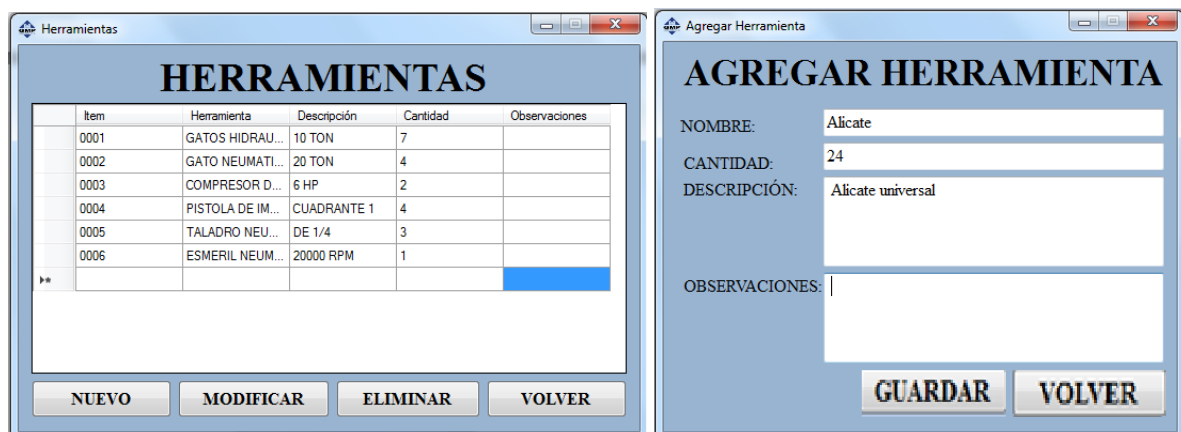 Herramientas
HERRAMIENTAS
Item Herramienta Descripción Cantidad Observaciones
0001 GATOS HIDRAU... 10 TON 7
0002 GATO NEUMATI... 20 TON 4
0003 COMPRESOR D... 6 HP 2
0004 PISTOLA DE IM... CUADRANTE 1 4
0005 TALADRO NEU... DE 1/4 3
0006 ESMERIL NEUM... 20000 RPM 1
NUEVO MODIFICAR ELIMINAR VOLVER
Agregar Herramienta
AGREGAR HERRAMIENTA
NOMBRE: Alicate
CANTIDAD: 24
DESCRIPCIÓN: Alicate universal
OBSERVACIONES:
GUARDAR VOLVER